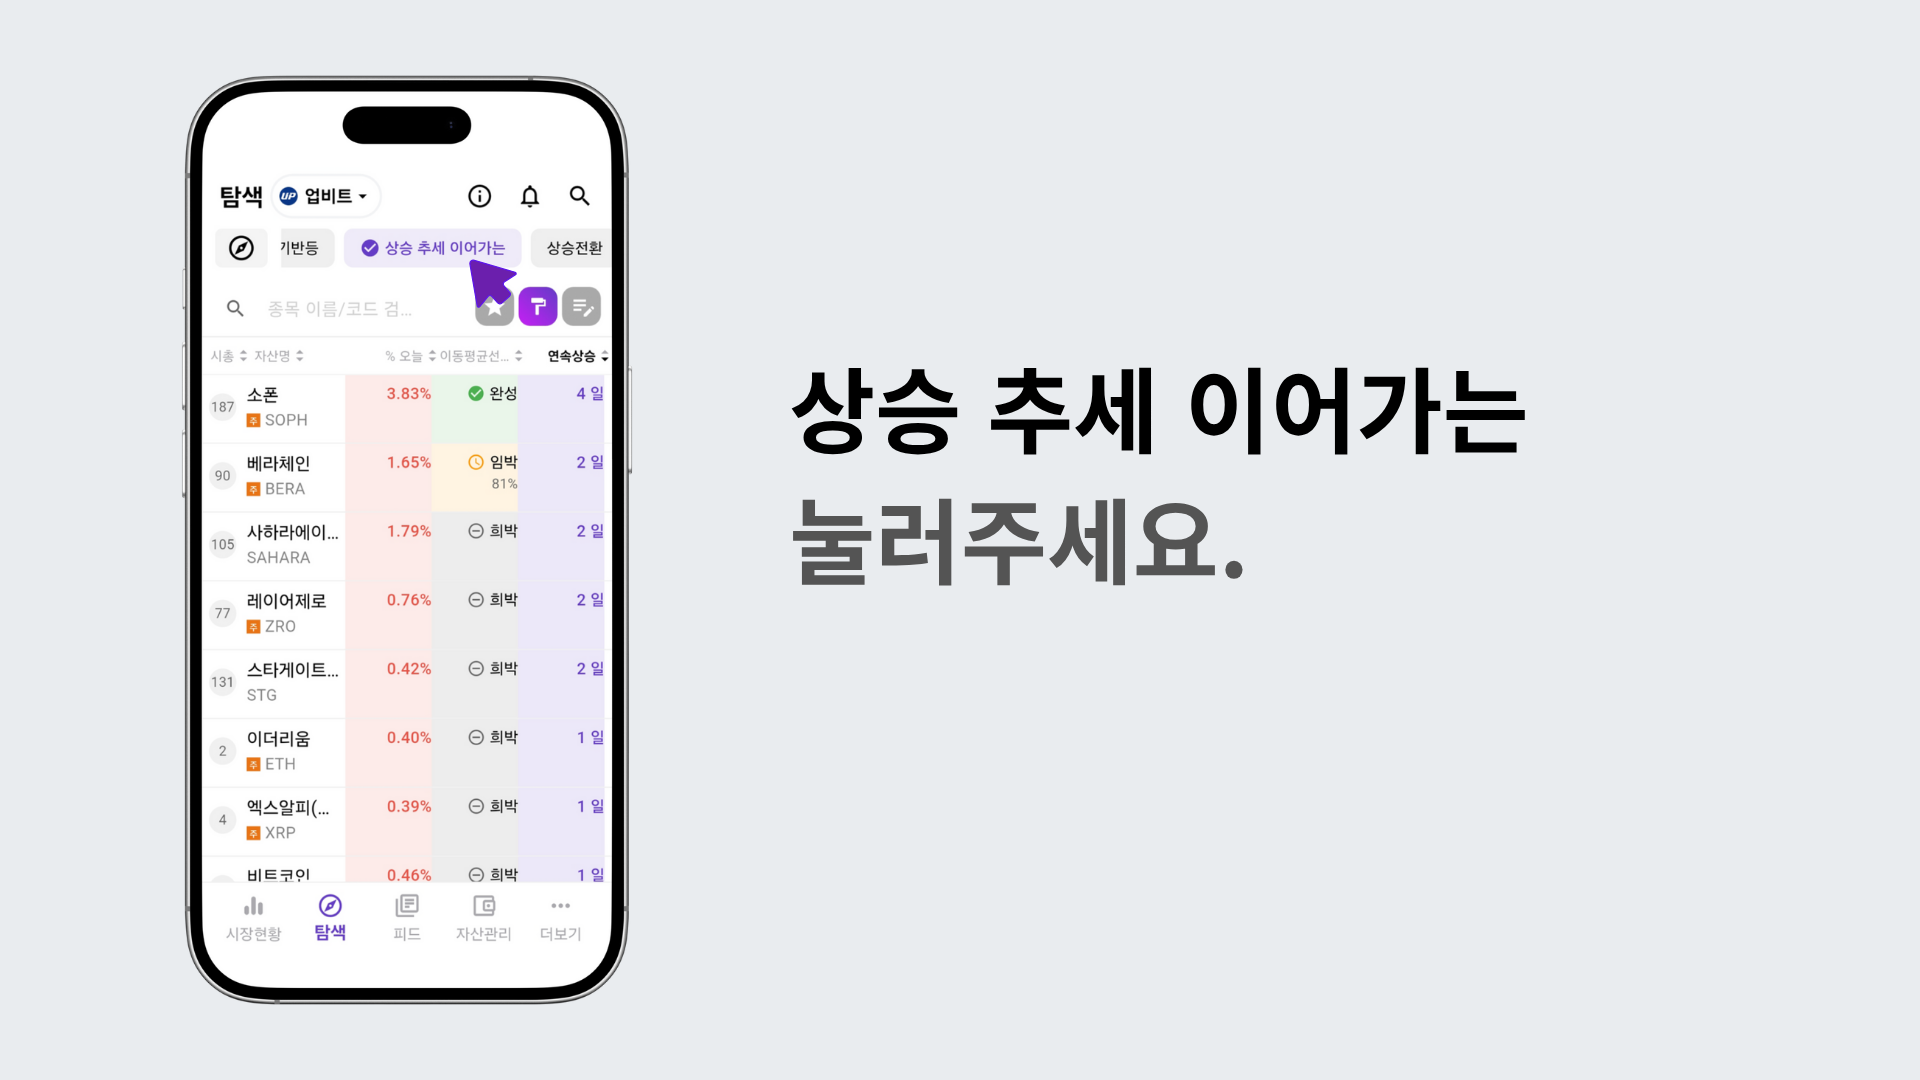 탐색 UP 업비트
기반등 상승 추세 이어가는 상승전환
종목 이름/코드 검...
시총 자산명 % 오늘 이동평균선... 연속상승
187 소폰 3.83% 완성 4 일
주 SOPH
90 베라체인 1.65% 임박 2 일
주 BERA 81%
105 사하라에이... 1.79% 희박 2 일
SAHARA
77 레이어제로 0.76% 희박 2 일
주 ZRO
131 스타게이트... 0.42% 희박 2 일
STG
2 이더리움 0.40% 희박 1 일
주 ETH
4 엑스알피(... 0.39% 희박 1 일
주 XRP
비트코인 0.46% 희박 1 일
시장현황 탐색 피드 자산관리 더보기
상승 추세 이어가는
눌러주세요.